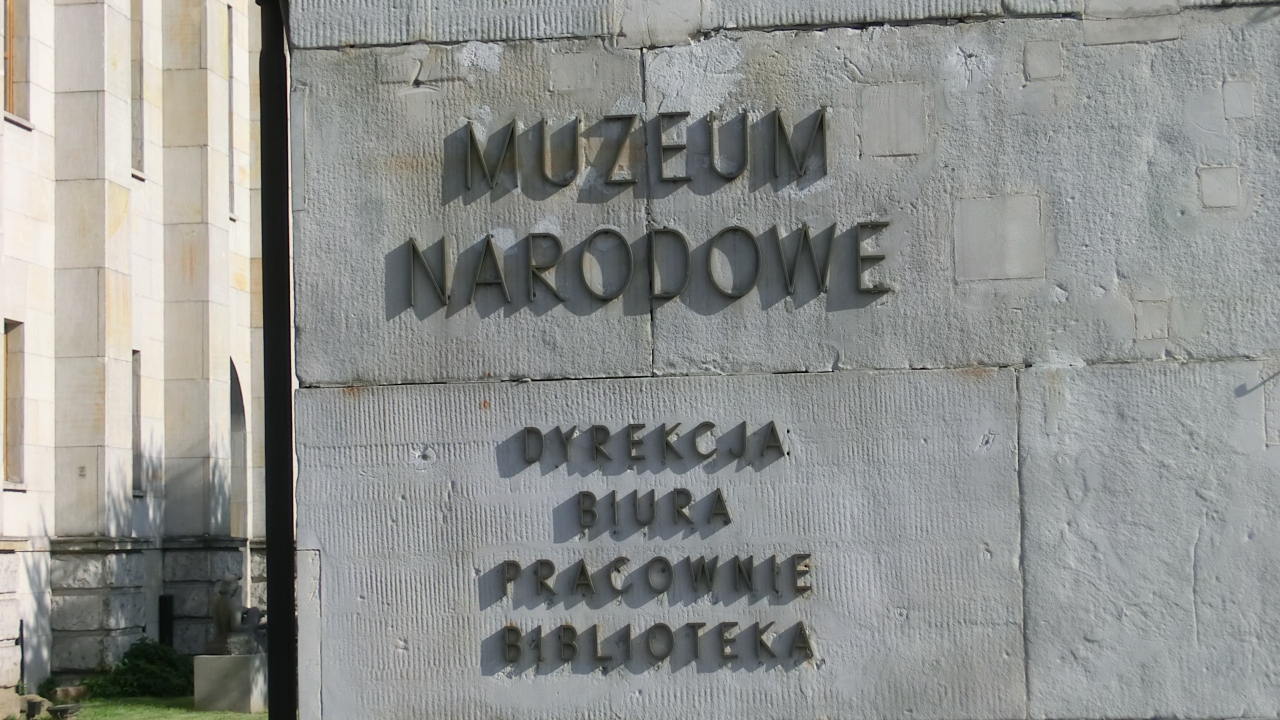 MUZEUM
NARODOWE
DYREKCJA
BIURA
PRACOWNIE
BIBLIOTEKA